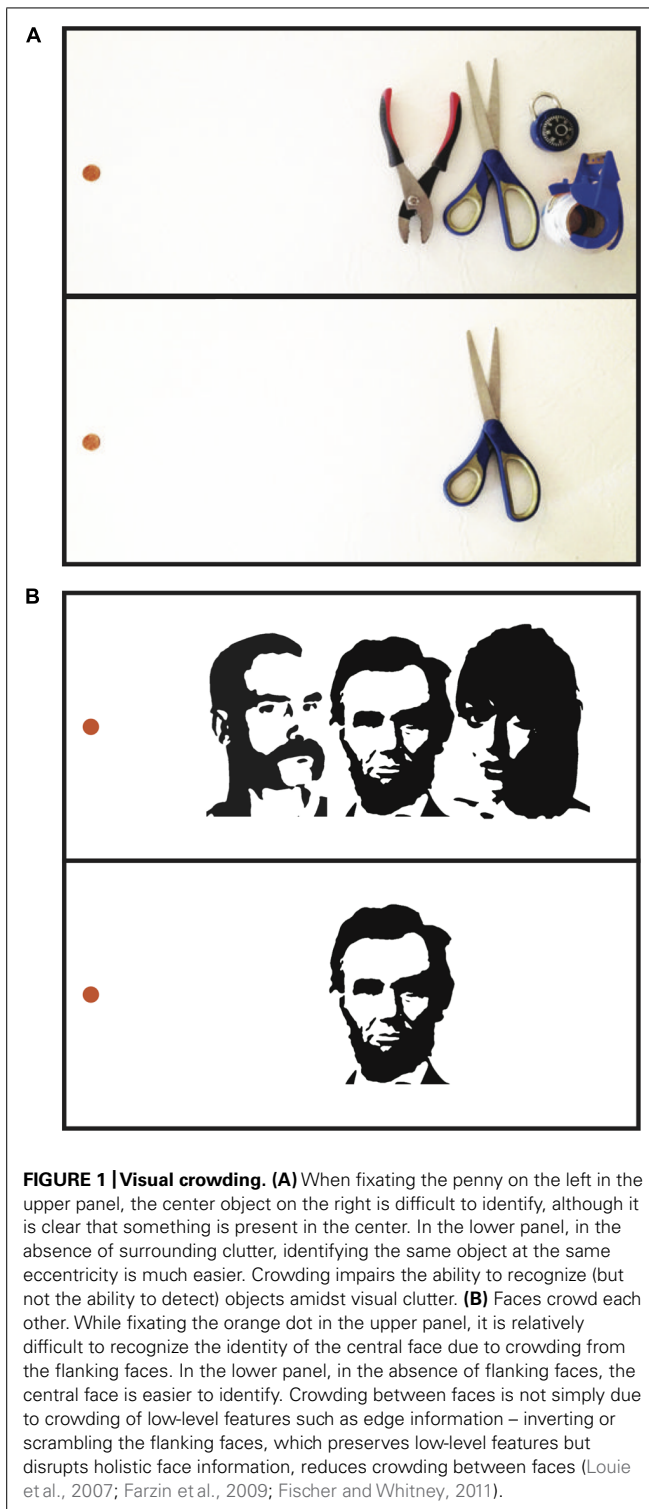 A
B
FIGURE 1 | Visual crowding. (A) When fixating the penny on the left in the
upper panel, the center object on the right is difficult to identify, although it
is clear that something is present in the center. In the lower panel, in the
absence of surrounding clutter, identifying the same object at the same
eccentricity is much easier. Crowding impairs the ability to recognize (but
not the ability to detect) objects amidst visual clutter. (B) Faces crowd each
other. While fixating the orange dot in the upper panel, it is relatively
difficult to recognize the identity of the central face due to crowding from
the flanking faces. In the lower panel, in the absence of flanking faces, the
central face is easier to identify. Crowding between faces is not simply due
to crowding of low-level features such as edge information – inverting or
scrambling the flanking faces, which preserves low-level features but
disrupts holistic face information, reduces crowding between faces (Louie
et al., 2007; Farzin et al., 2009; Fischer and Whitney, 2011).